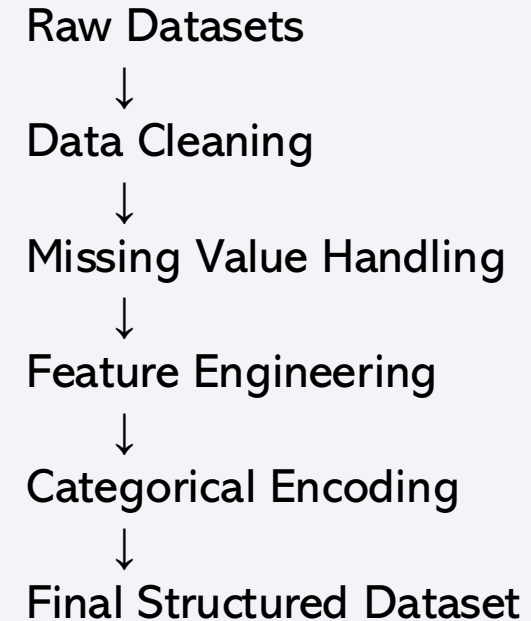 Raw Datasets
↓
Data Cleaning
↓
Missing Value Handling
↓
Feature Engineering
↓
Categorical Encoding
↓
Final Structured Dataset